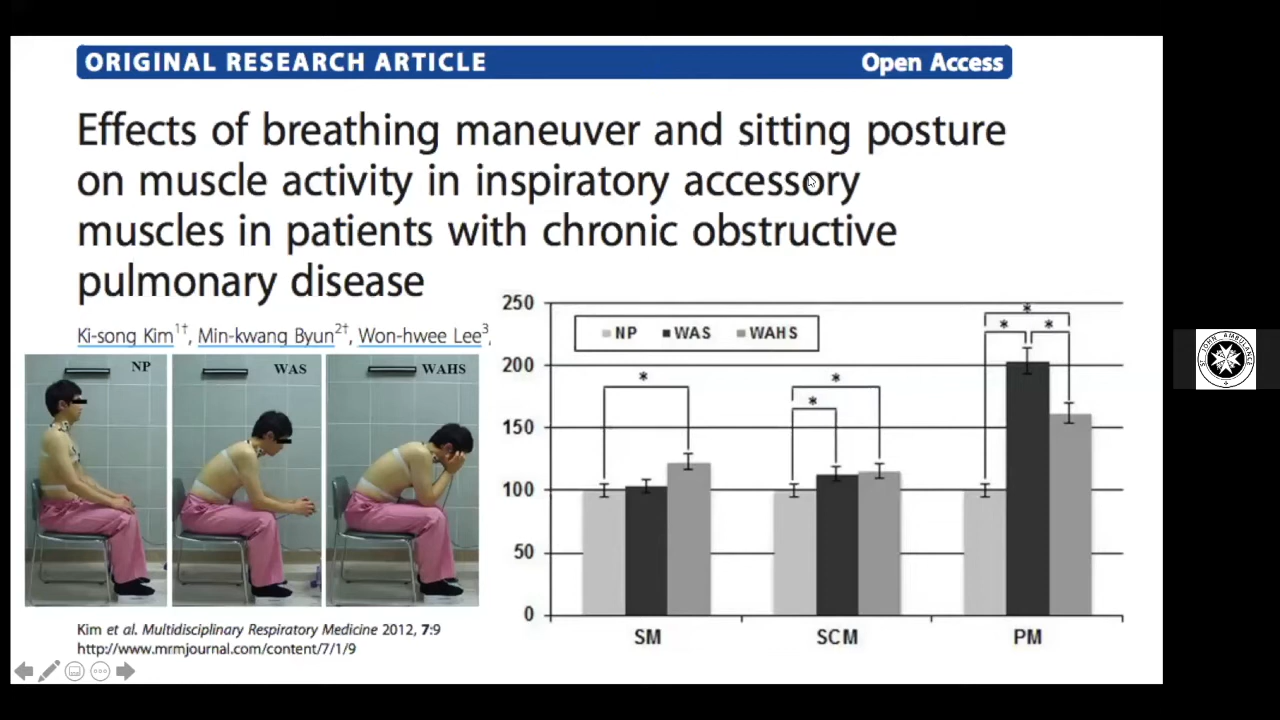 ORIGINAL RESEARCH ARTICLE Open Access
Effects of breathing maneuver and sitting posture
on muscle activity in inspiratory accessory
muscles in patients with chronic obstructive
pulmonary disease
Ki-song Kim1†, Min-kwang Byun2†, Won-hwee Lee3,
NP
WAS
WAHS
250
200
150
100
50
0
NP WAS WAHS
*
* *
* * * *
SM SCM PM
Kim et al. Multidisciplinary Respiratory Medicine 2012, 7:9
http://www.mrmjournal.com/content/7/1/9
ST JOHN AMBULANCE